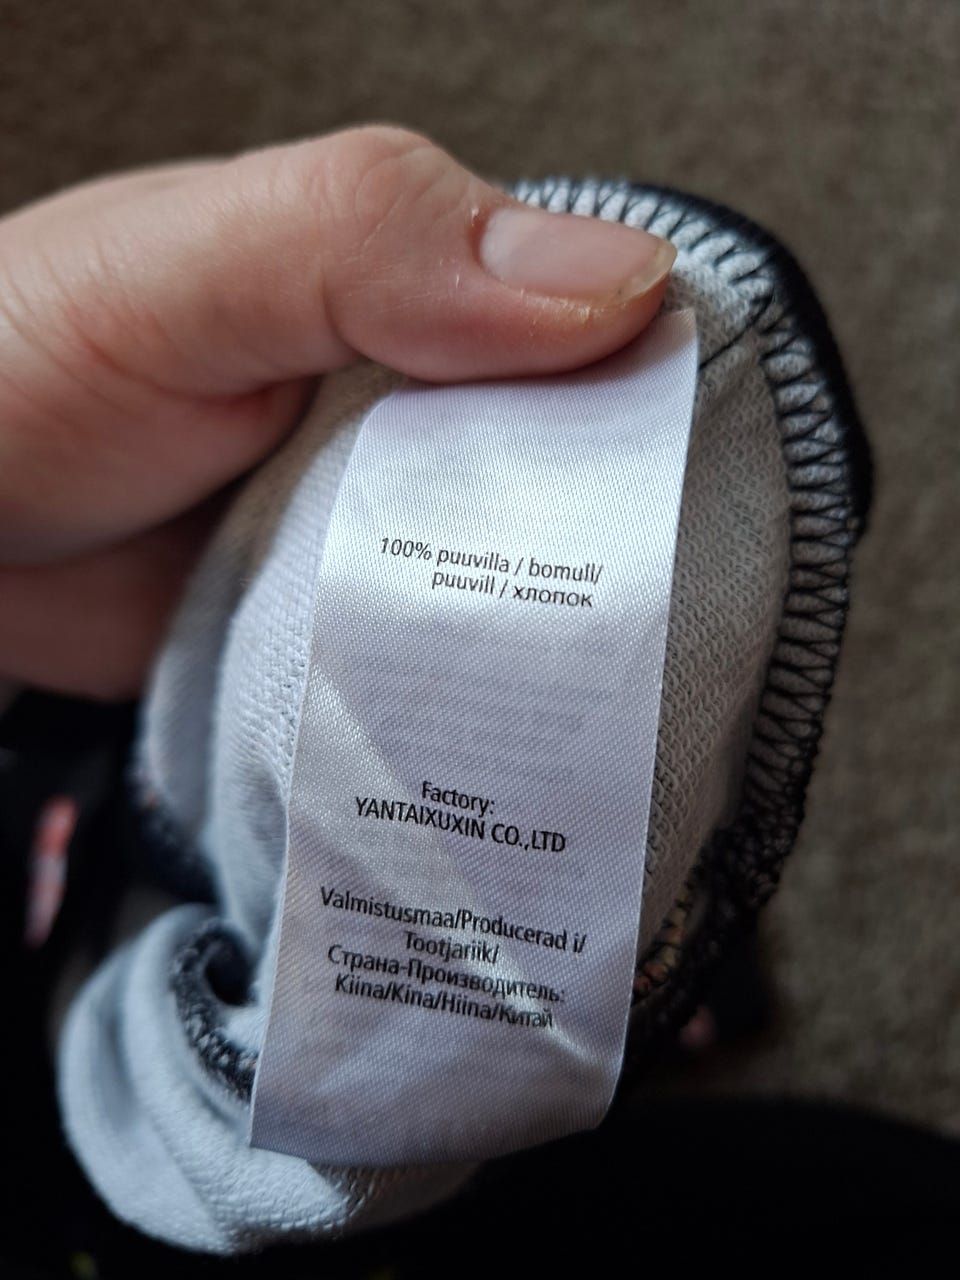 100% puuvilla / bomull/
puuvill / хлопок
Factory:
YANTAIXUXIN CO.,LTD
Valmistusmaa/Producerad i/
Tootjariik/
Страна-Производитель:
Kiina/Kina/Hiina/Китай